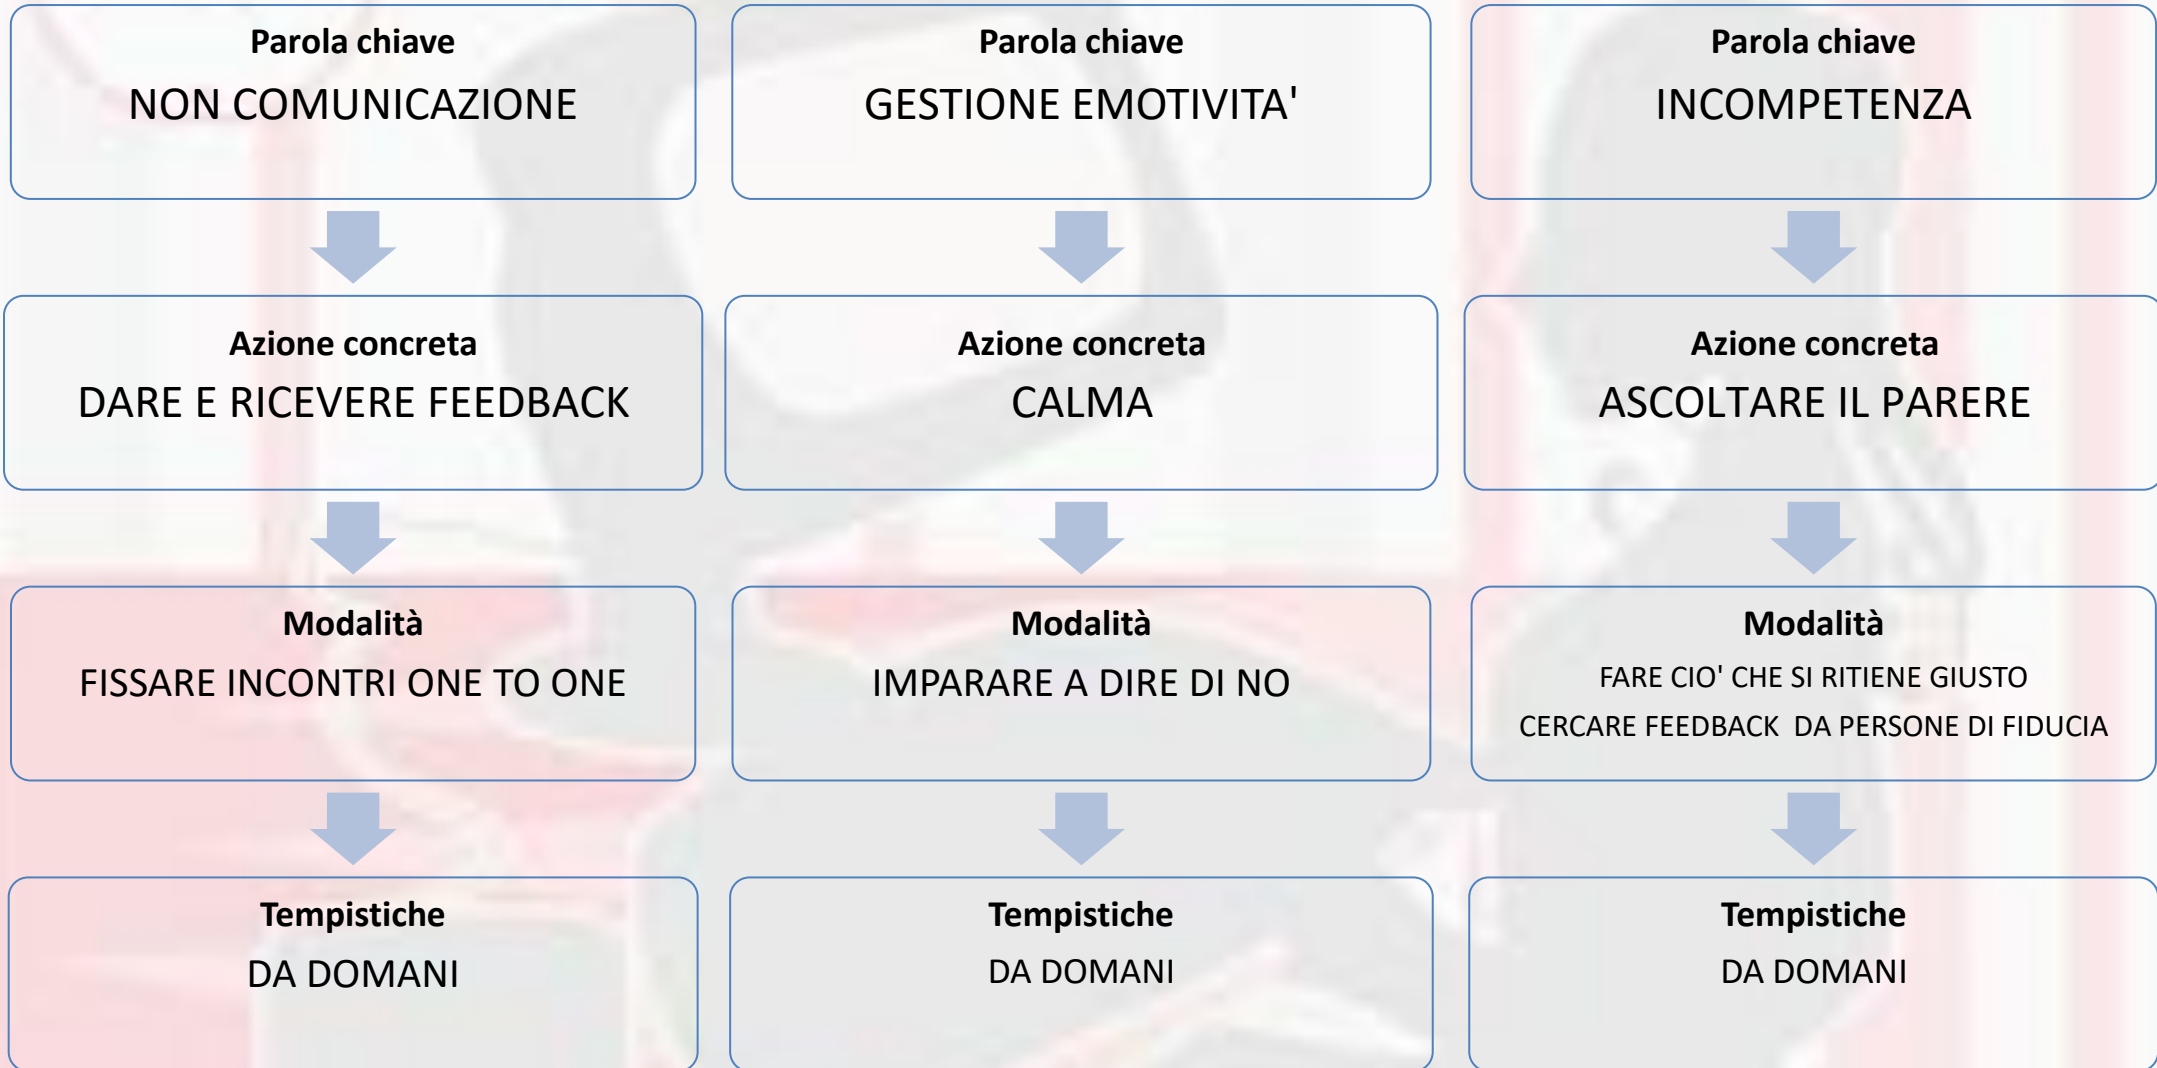 Parola chiave
NON COMUNICAZIONE
Azione concreta
DARE E RICEVERE FEEDBACK
Modalità
FISSARE INCONTRI ONE TO ONE
Tempistiche
DA DOMANI
Parola chiave
GESTIONE EMOTIVITA'
Azione concreta
CALMA
Modalità
IMPARARE A DIRE DI NO
Tempistiche
DA DOMANI
Parola chiave
INCOMPETENZA
Azione concreta
ASCOLTARE IL PARERE
Modalità
FARE CIO' CHE SI RITIENE GIUSTO
CERCARE FEEDBACK  DA PERSONE DI FIDUCIA
Tempistiche
DA DOMANI